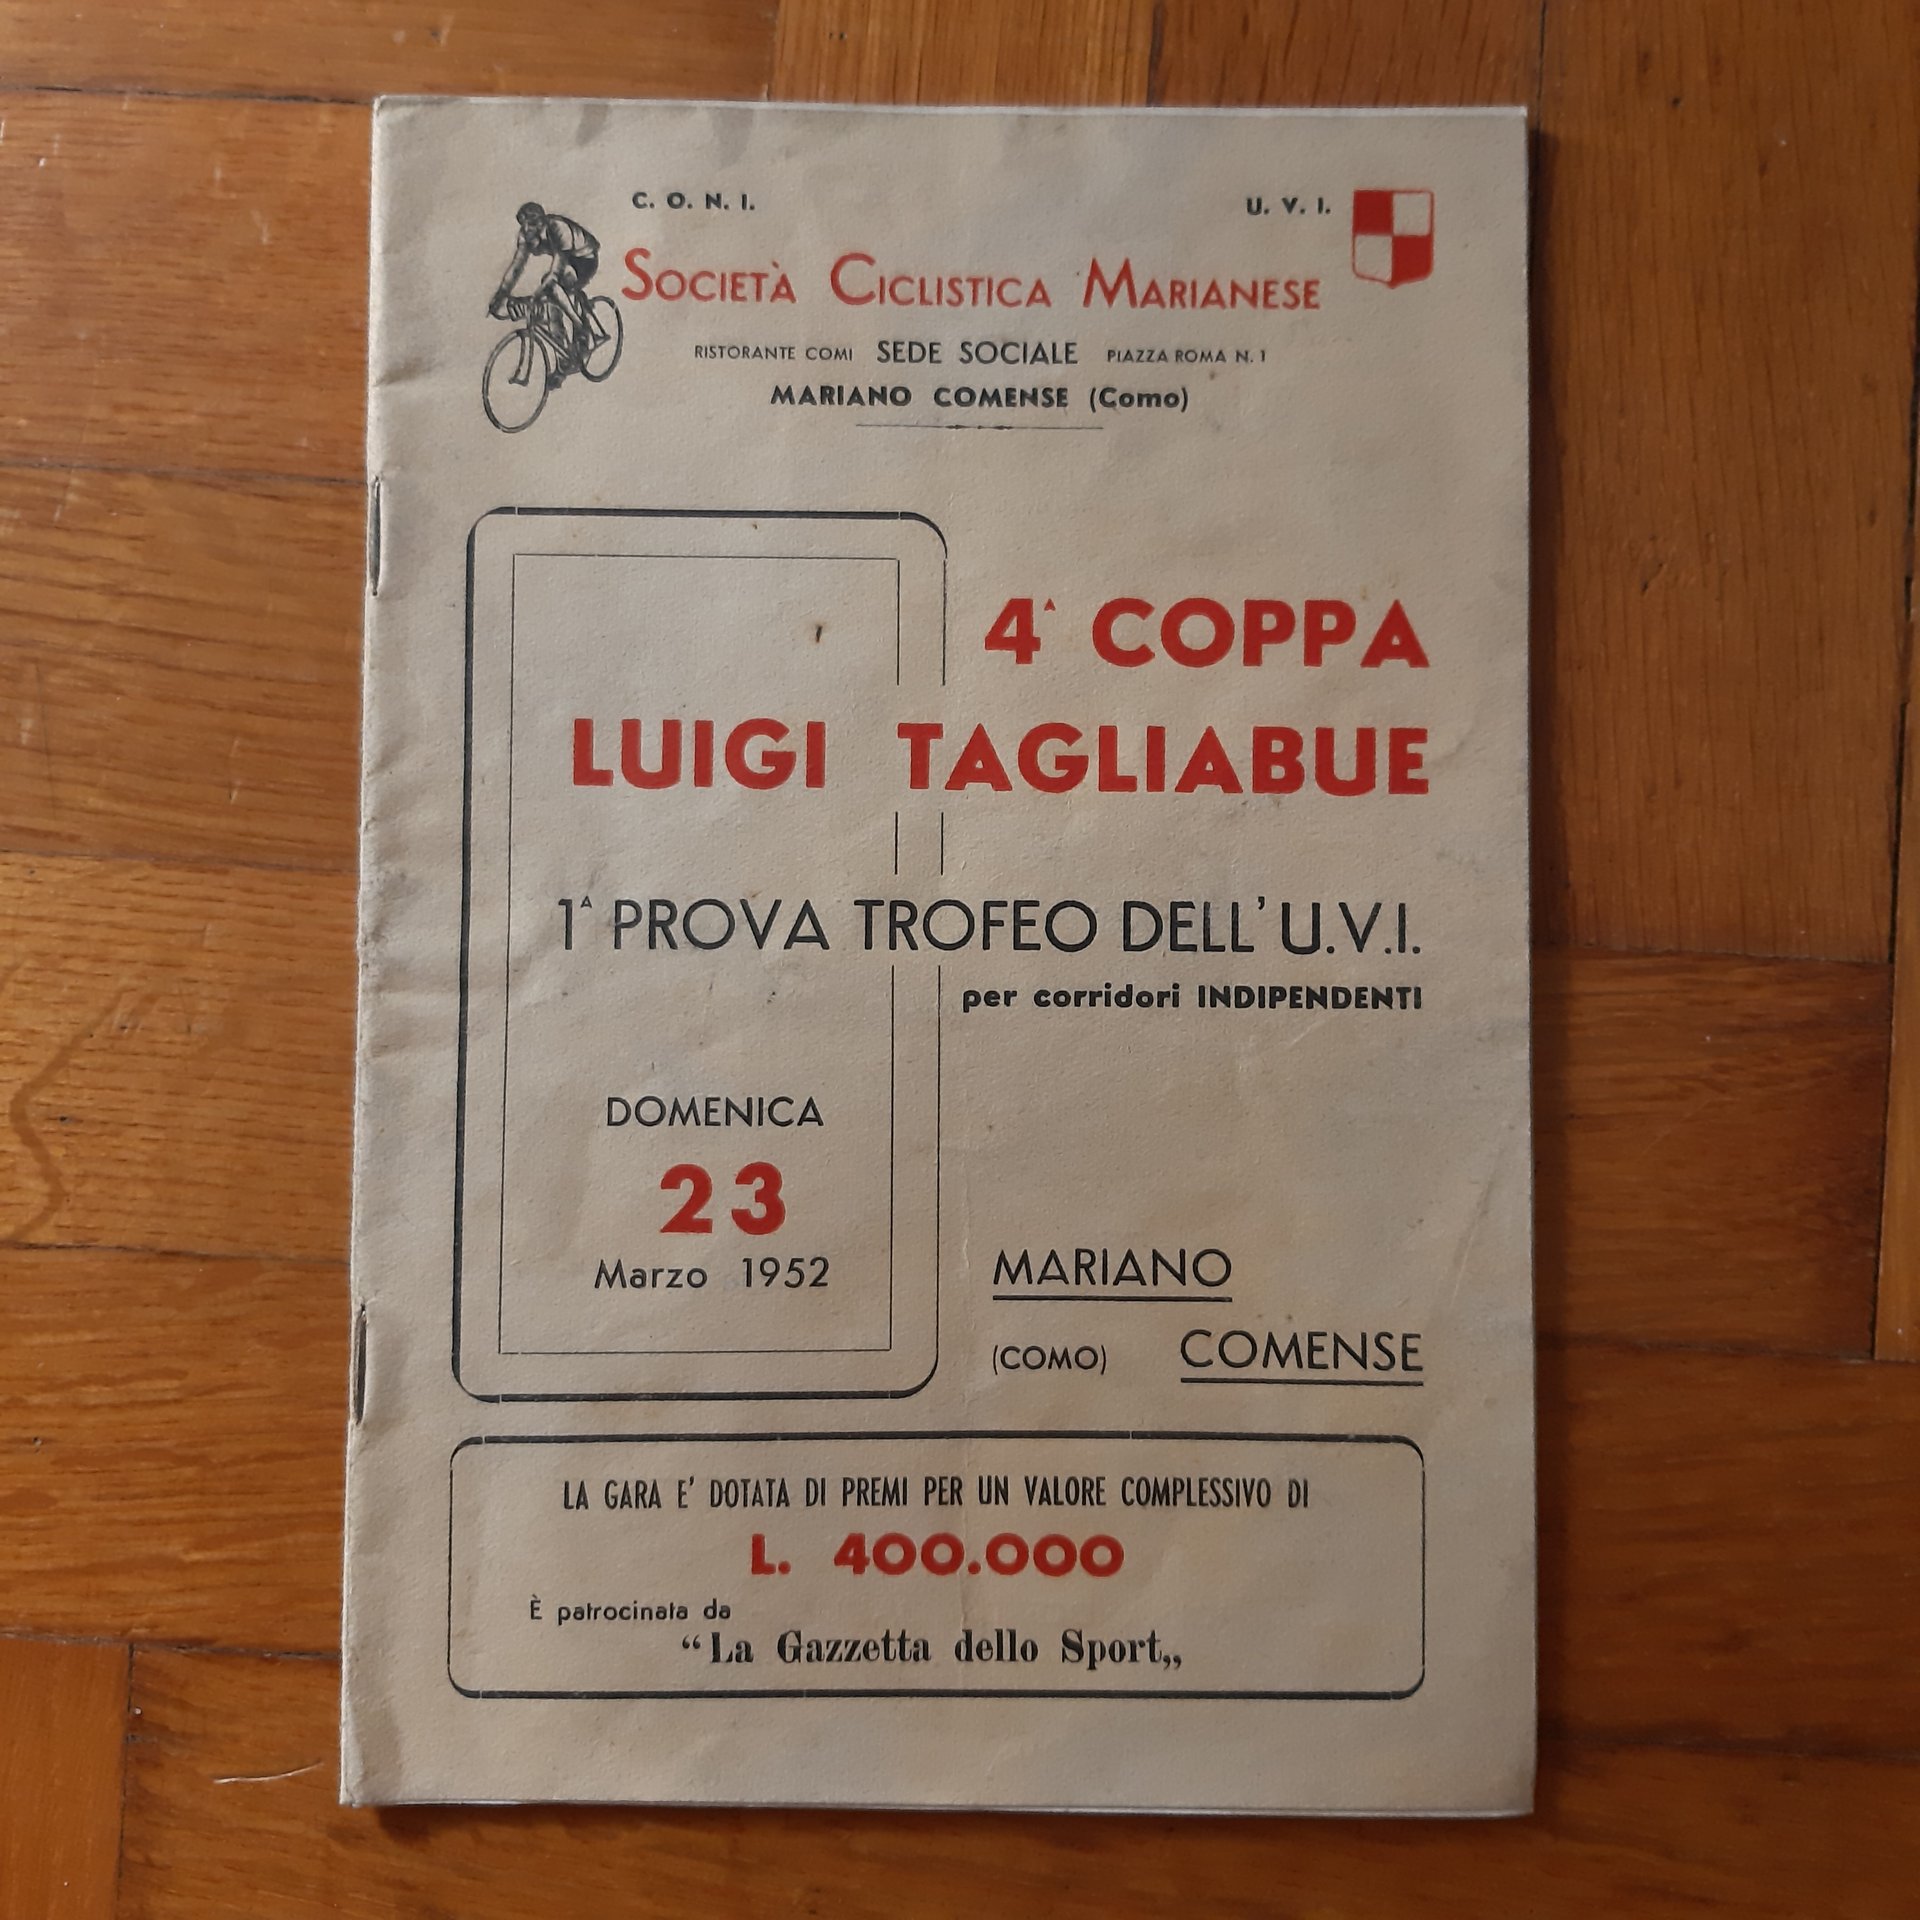 C. O. N. I.
U. V. I.
SOCIETÀ CICLISTICA MARIANESE
RISTORANTE COMI SEDE SOCIALE PIAZZA ROMA N. 1
MARIANO COMENSE (Como)
4ᴬ COPPA
LUIGI TAGLIABUE
1ᴬ PROVA TROFEO DELL'U.V.I.
per corridori INDIPENDENTI
DOMENICA
23
Marzo 1952
MARIANO
(COMO) COMENSE
LA GARA E' DOTATA DI PREMI PER UN VALORE COMPLESSIVO DI
L. 400.000
È patrocinata da
“La Gazzetta dello Sport„